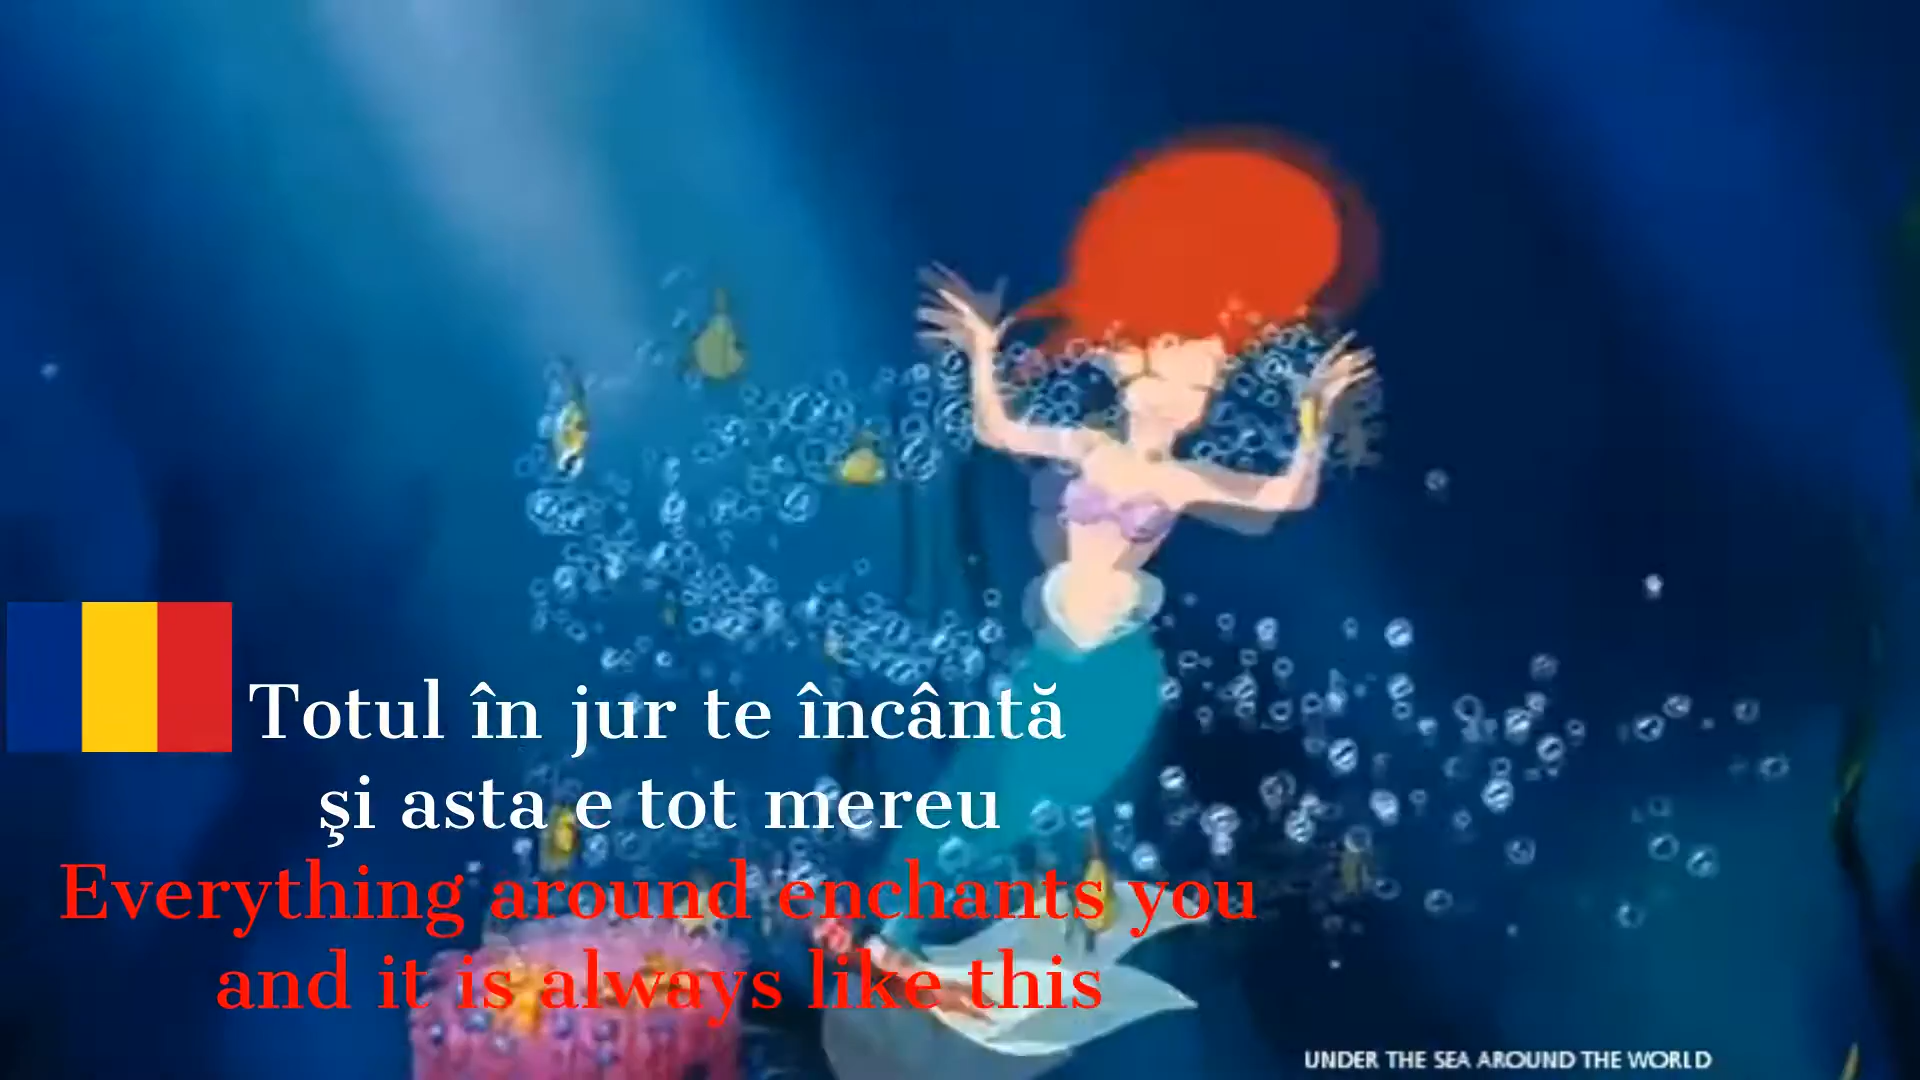 Totul în jur te încântă
şi asta e tot mereu
Everything around enchants you
and it is always like this
UNDER THE SEA AROUND THE WORLD